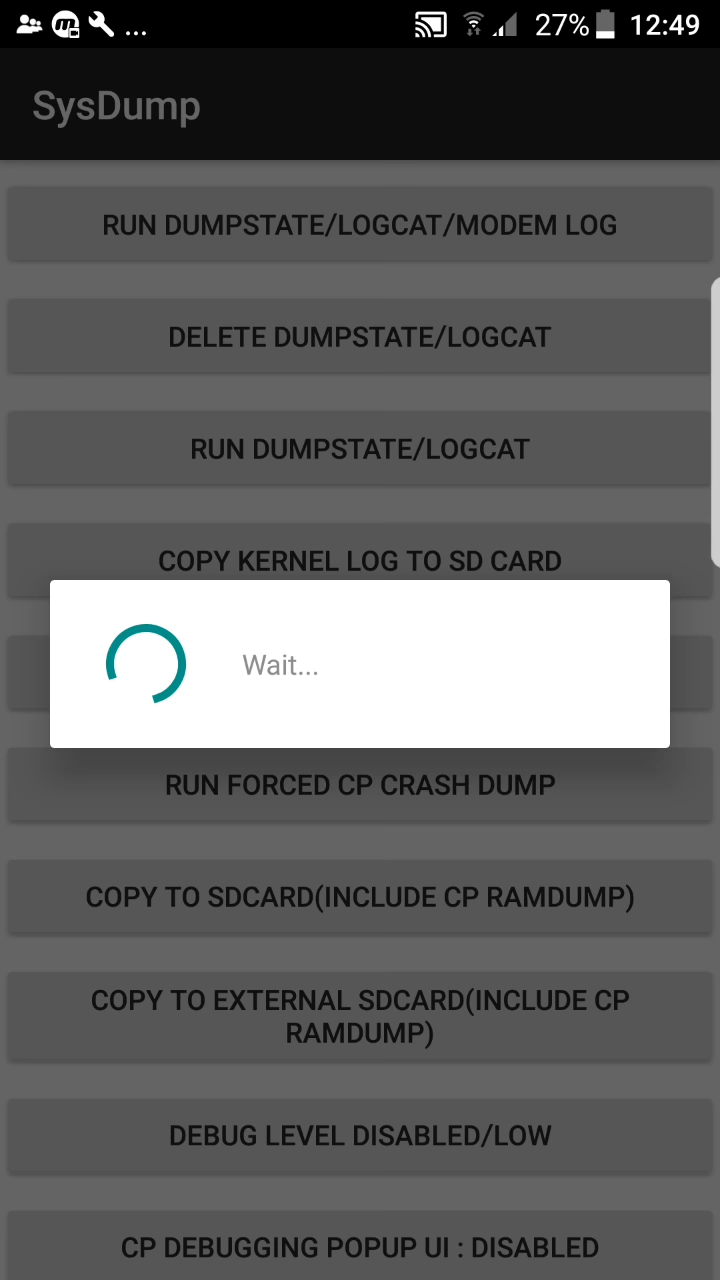 ... 27% 12:49
SysDump
RUN DUMPSTATE/LOGCAT/MODEM LOG
DELETE DUMPSTATE/LOGCAT
RUN DUMPSTATE/LOGCAT
COPY KERNEL LOG TO SD CARD
Wait...
RUN FORCED CP CRASH DUMP
COPY TO SDCARD(INCLUDE CP RAMDUMP)
COPY TO EXTERNAL SDCARD(INCLUDE CP
RAMDUMP)
DEBUG LEVEL DISABLED/LOW
CP DEBUGGING POPUP UI : DISABLED